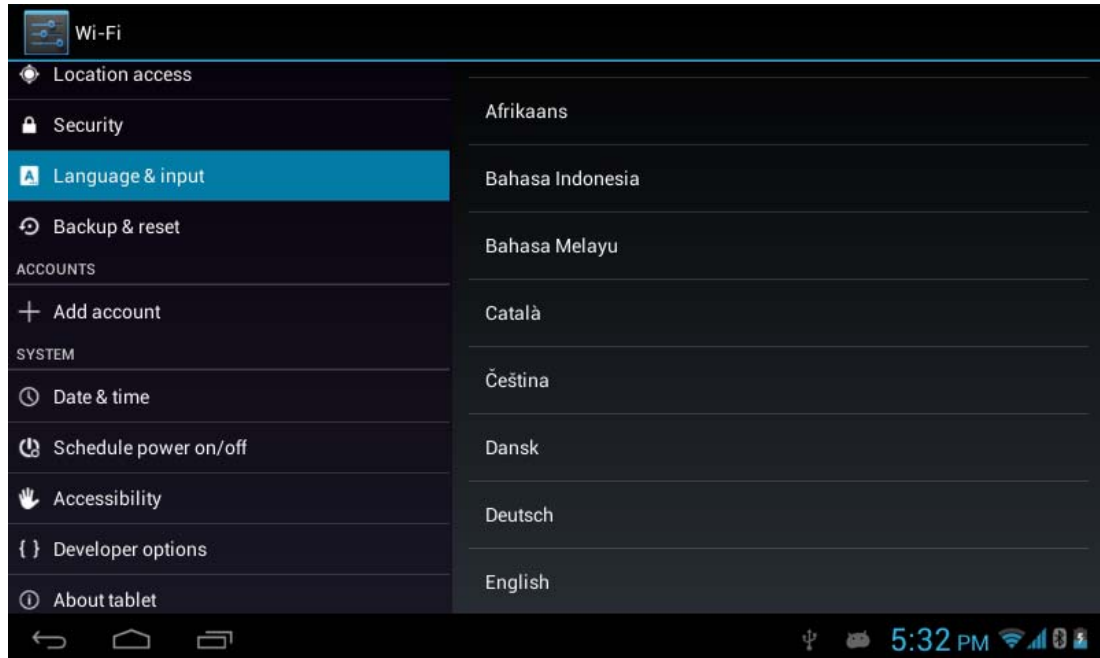 Wi-Fi
Location access
Security
Language & input
Backup & reset
ACCOUNTS
Add account
SYSTEM
Date & time
Schedule power on/off
Accessibility
{ } Developer options
About tablet
Afrikaans
Bahasa Indonesia
Bahasa Melayu
Català
Čeština
Dansk
Deutsch
English
5:32 PM